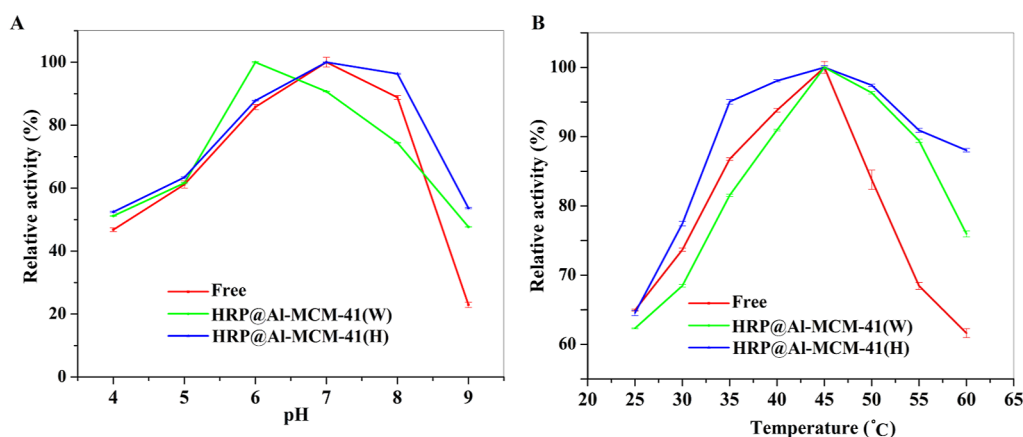 A
Relative activity (%)
100
80
60
40
20
0
4 5 6 7 8 9
pH
Free
HRP@Al-MCM-41(W)
HRP@Al-MCM-41(H)
B
Relative activity (%)
100
90
80
70
60
20 25 30 35 40 45 50 55 60 65
Temperature (°C)
Free
HRP@Al-MCM-41(W)
HRP@Al-MCM-41(H)